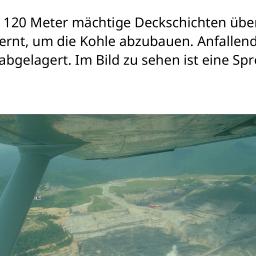 120 Meter mächtige Deckschichten über
ernt, um die Kohle abzubauen. Anfallend
abgelagert. Im Bild zu sehen ist eine Spre